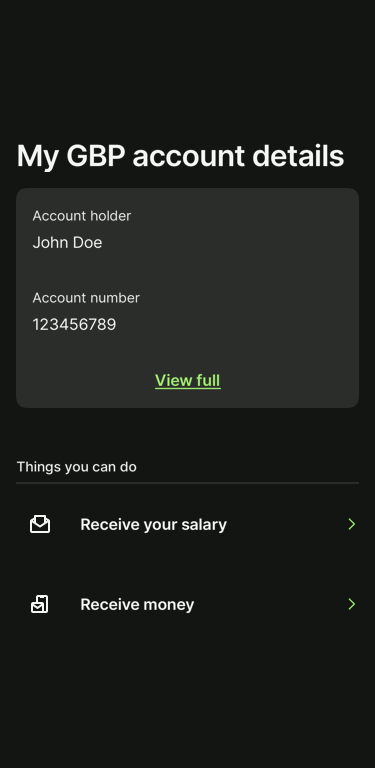 My GBP account details
Account holder
John Doe
Account number
123456789
View full
Things you can do
Receive your salary
Receive money